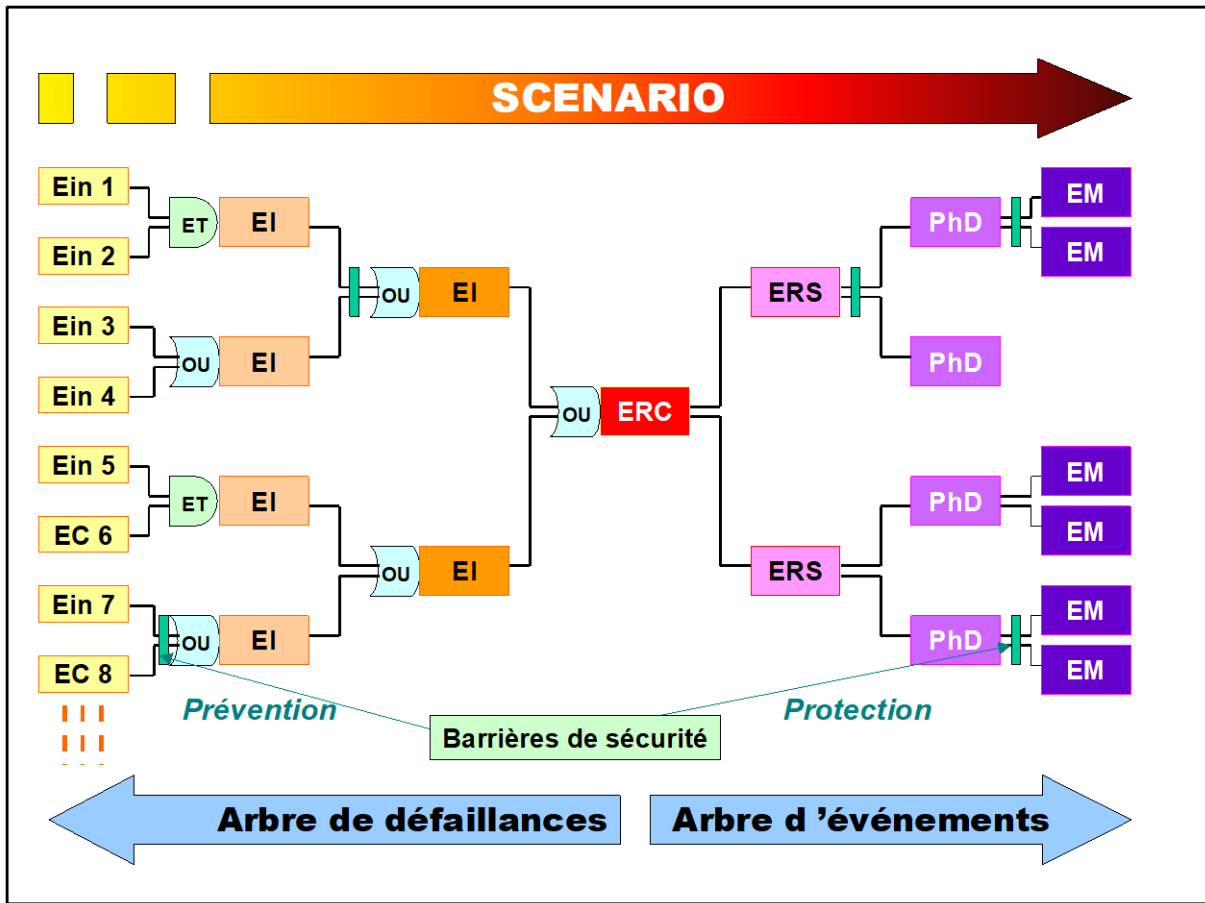 SCENARIO
Ein 1
Ein 2
Ein 3
Ein 4
Ein 5
EC 6
Ein 7
EC 8
ET
OU
ET
OU
EI
EI
EI
EI
OU
OU
EI
EI
OU
ERC
ERS
ERS
PhD
PhD
PhD
PhD
EM
EM
EM
EM
EM
EM
Prévention
Protection
Barrières de sécurité
Arbre de défaillances
Arbre d ’événements